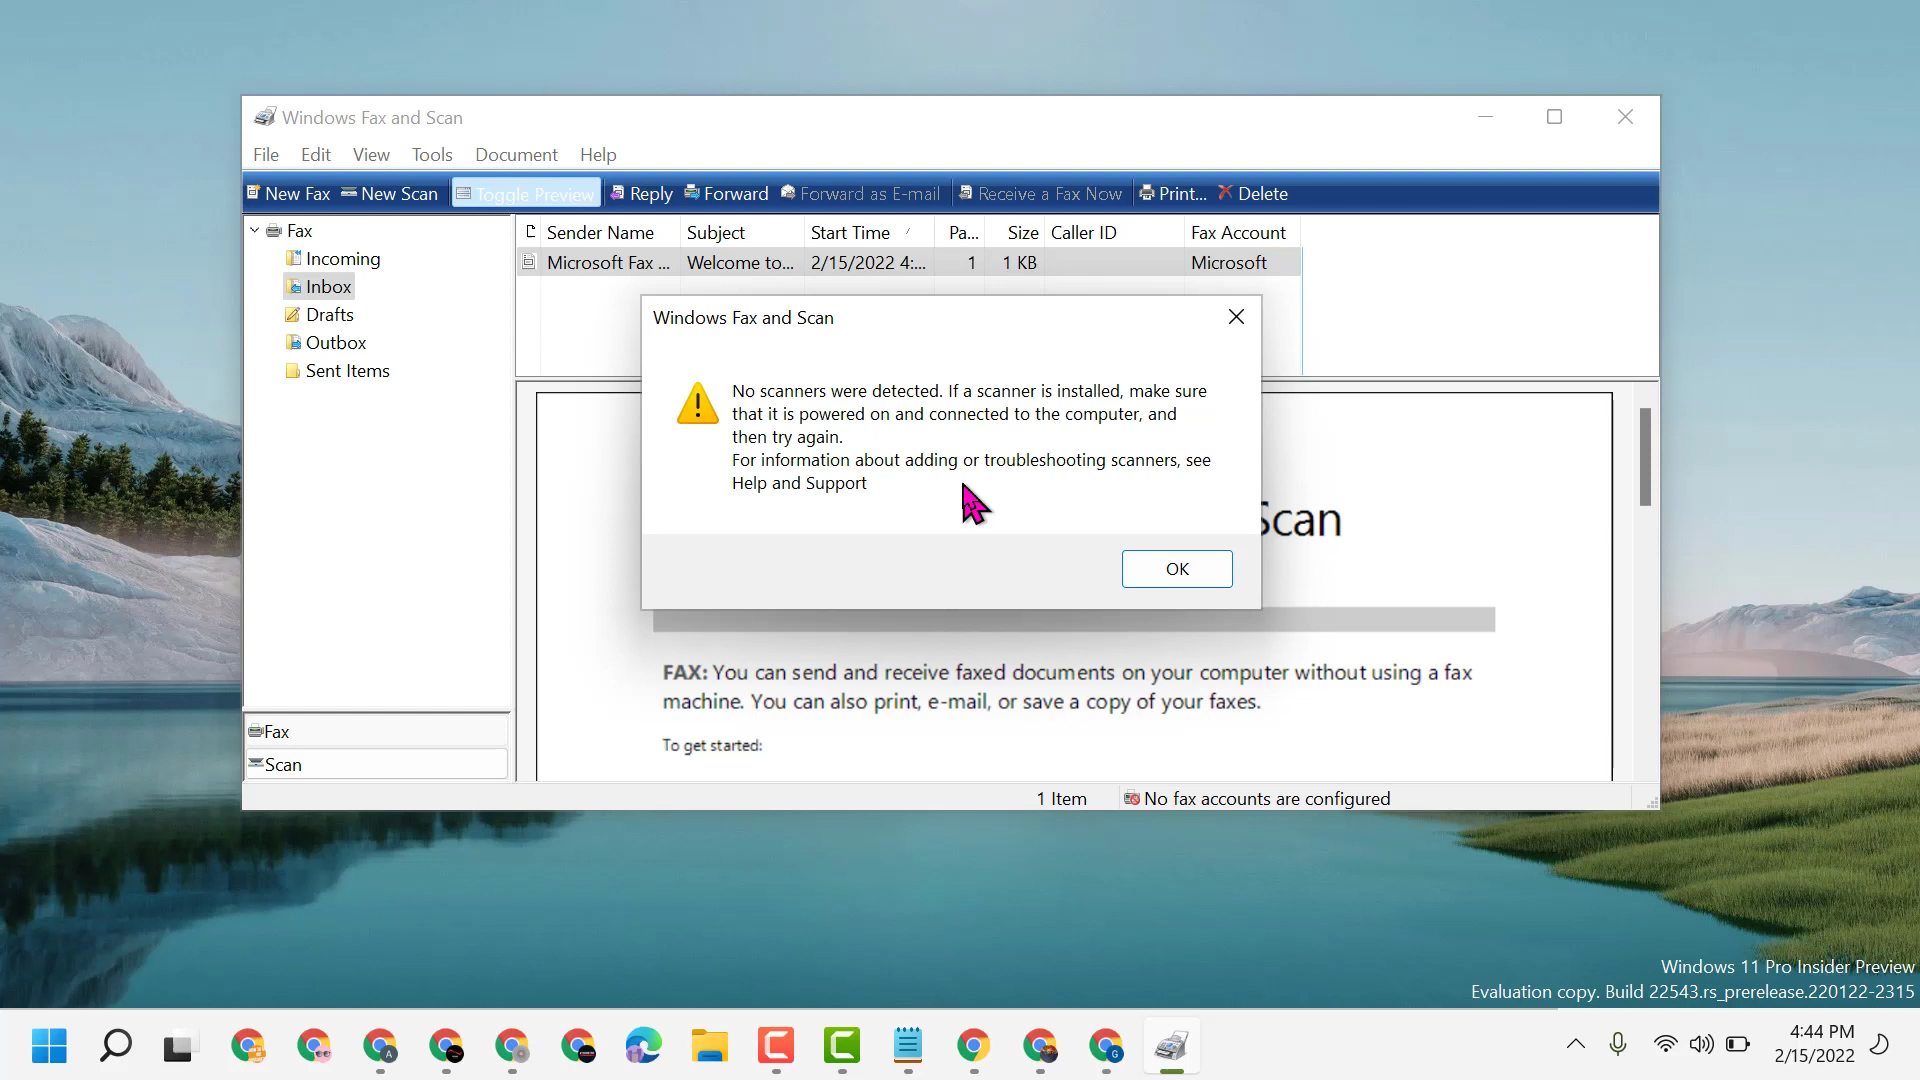 Windows Fax and Scan
File Edit View Tools Document Help
New Fax New Scan Toggle Preview Reply Forward Forward as E-mail Receive a Fax Now Print... Delete
Fax
Incoming
Inbox
Drafts
Outbox
Sent Items
Fax
Scan
Sender Name Subject Start Time Pa... Size Caller ID Fax Account
Microsoft Fax ... Welcome to... 2/15/2022 4:... 1 1 KB Microsoft
Windows Fax and Scan
No scanners were detected. If a scanner is installed, make sure
that it is powered on and connected to the computer, and
then try again.
For information about adding or troubleshooting scanners, see
Help and Support
OK
Scan
FAX: You can send and receive faxed documents on your computer without using a fax
machine. You can also print, e-mail, or save a copy of your faxes.
To get started:
1 Item No fax accounts are configured
Windows 11 Pro Insider Preview
Evaluation copy. Build 22543.rs_prerelease.220122-2315
4:44 PM
2/15/2022